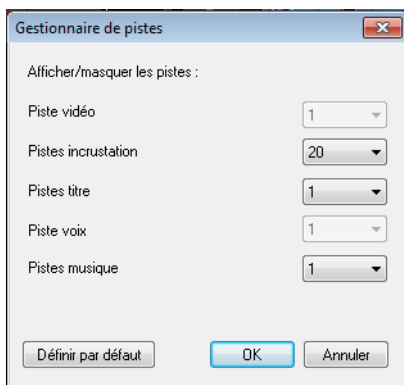 Gestionnaire de pistes
Afficher/masquer les pistes :
Piste vidéo 1
Pistes incrustation 20
Pistes titre 1
Piste voix 1
Pistes musique 1
Définir par défaut OK Annuler